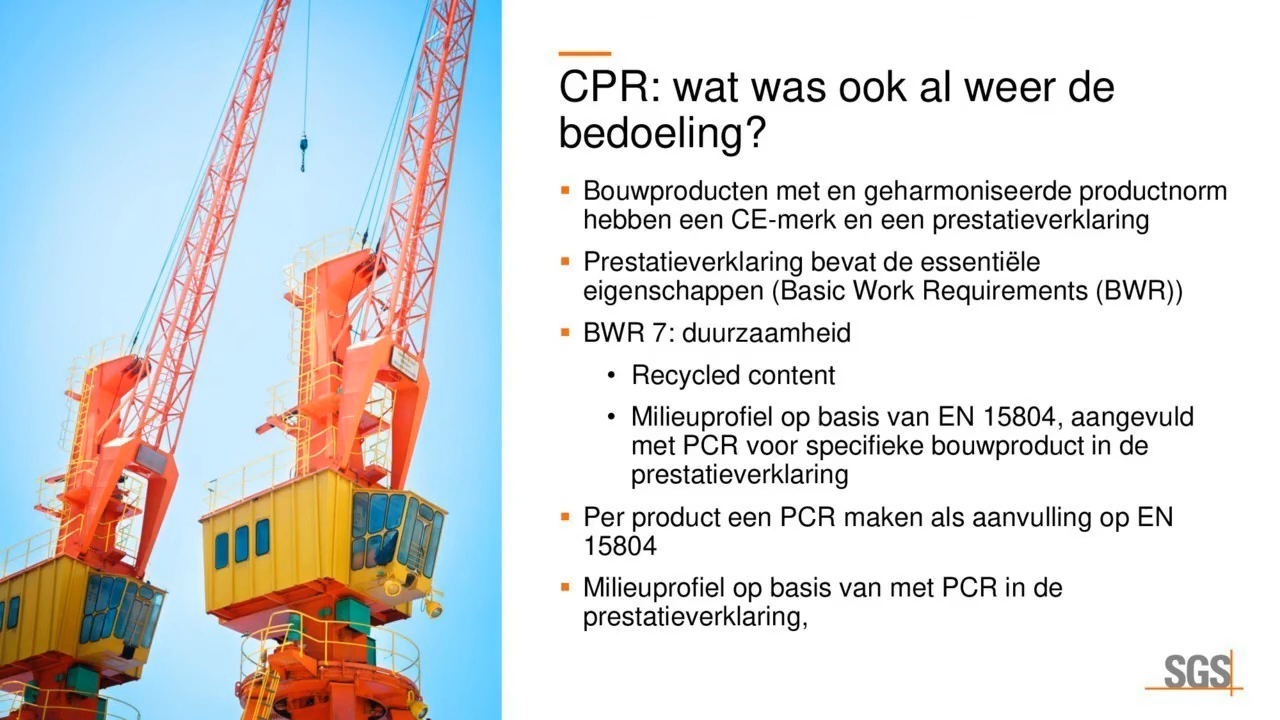 CPR: wat was ook al weer de
bedoeling?
▪ Bouwproducten met en geharmoniseerde productnorm
hebben een CE-merk en een prestatieverklaring
▪ Prestatieverklaring bevat de essentiële
eigenschappen (Basic Work Requirements (BWR))
▪ BWR 7: duurzaamheid
• Recycled content
• Milieuprofiel op basis van EN 15804, aangevuld
met PCR voor specifieke bouwproduct in de
prestatieverklaring
▪ Per product een PCR maken als aanvulling op EN
15804
▪ Milieuprofiel op basis van met PCR in de
prestatieverklaring,
SGS